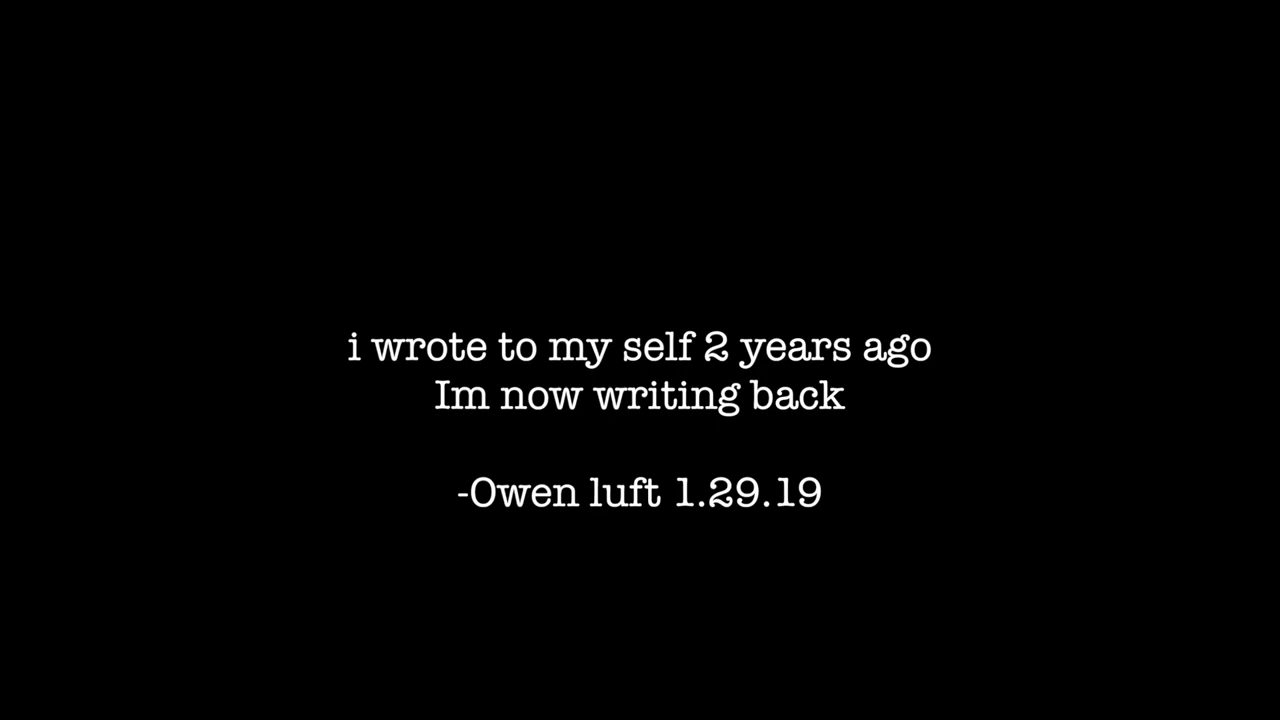 i wrote to my self 2 years ago
Im now writing back
-Owen luft 1.29.19